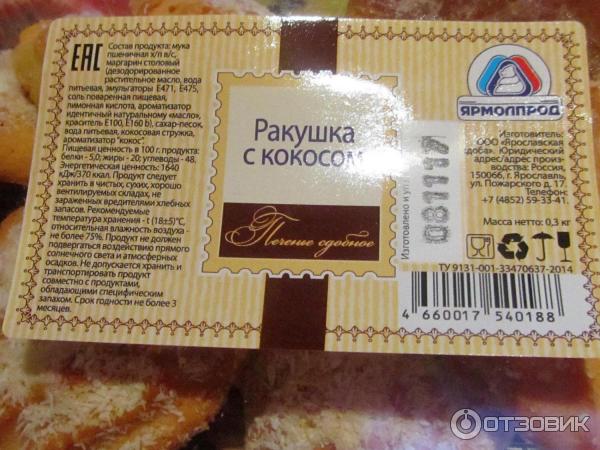 ЕАС
Состав продукта: мука
пшеничная х/п в/с,
маргарин столовый
(дезодорированное
растительное масло, вода
питьевая, эмульгаторы Е471, Е475,
соль поваренная пищевая,
лимонная кислота, ароматизатор
идентичный натуральному «масло»,
краситель Е100, Е160 b), сахар-песок,
вода питьевая, кокосовая стружка,
ароматизатор "кокос".
Пищевая ценность в 100 г. продукта:
белки - 5,0; жиры - 20; углеводы - 48.
Энергетическая ценность: 1640
кДж/370 ккал. Продукт следует
хранить в чистых, сухих, хорошо
вентилируемых складах, не
зараженных вредителями хлебных
запасов. Рекомендуемые
температура хранения - t (18±5)°С,
относительная влажность воздуха -
не более 75%. Продукт не должен
подвергаться воздействию прямого
солнечного света и атмосферных
осадков. Не допускается хранить и
транспортировать продукт
совместно с продуктами,
обладающими специфическим
запахом. Срок годности не более 3
месяцев.
Ракушка
с кокосом
Печенье сдобное
ЯРМОЛПРОД
Изготовитель:
ООО «Ярославская
сдоба». Юридический
адрес/адрес произ-
водства: Россия,
150066, г. Ярославль,
ул. Пожарского д. 17.
Телефон:
+7 (4852) 59-33-41.
Масса нетто: 0,3 кг
Изготовлено и
081117
ТУ 9131-001-33470637-2014
4 660017 540188
ОТЗОВИК